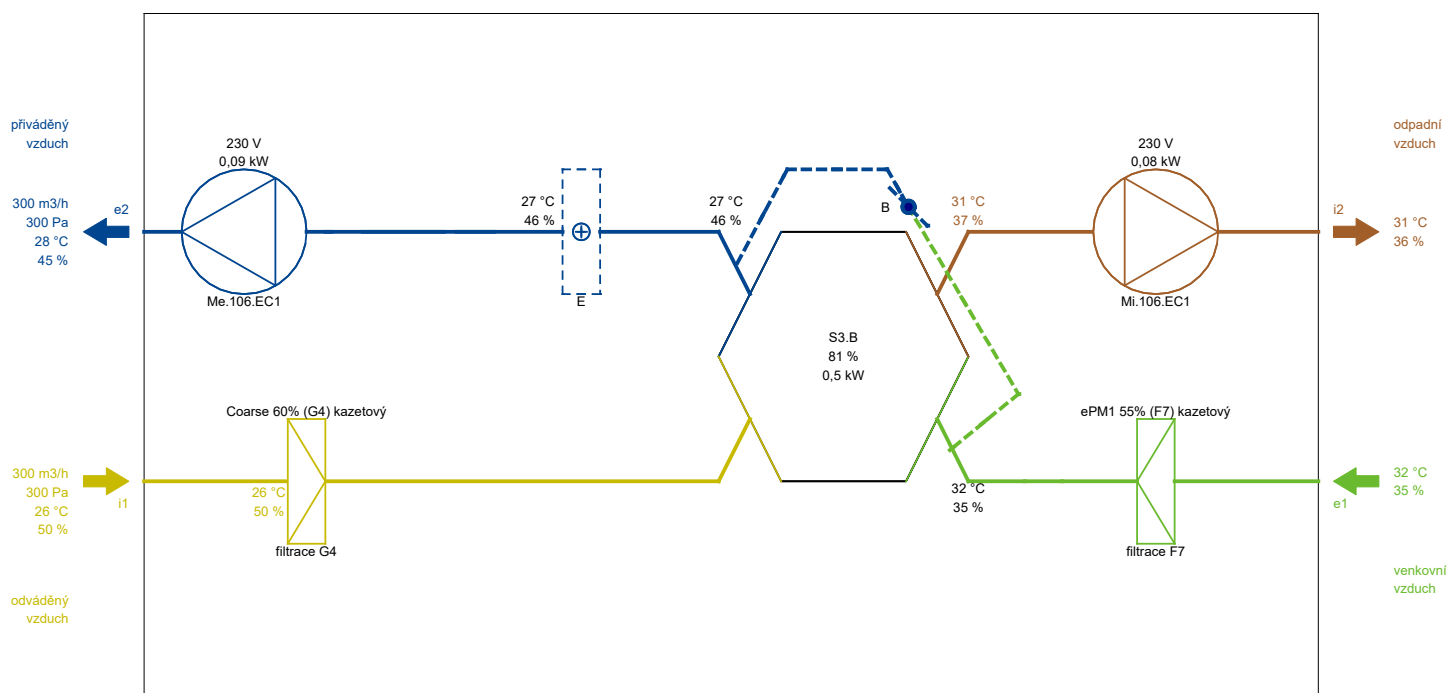 přiváděný
vzduch
300 m3/h
300 Pa
28 °C
45 %
e2
230 V
0,09 kW
Me.106.EC1
27 °C
46 %
E
27 °C
46 %
B
31 °C
37 %
230 V
0,08 kW
Mi.106.EC1
odpadní
vzduch
i2
31 °C
36 %
S3.B
81 %
0,5 kW
Coarse 60% (G4) kazetový
300 m3/h
300 Pa
26 °C
50 %
i1
26 °C
50 %
filtrace G4
odváděný
vzduch
ePM1 55% (F7) kazetový
32 °C
35 %
filtrace F7
32 °C
35 %
e1
venkovní
vzduch